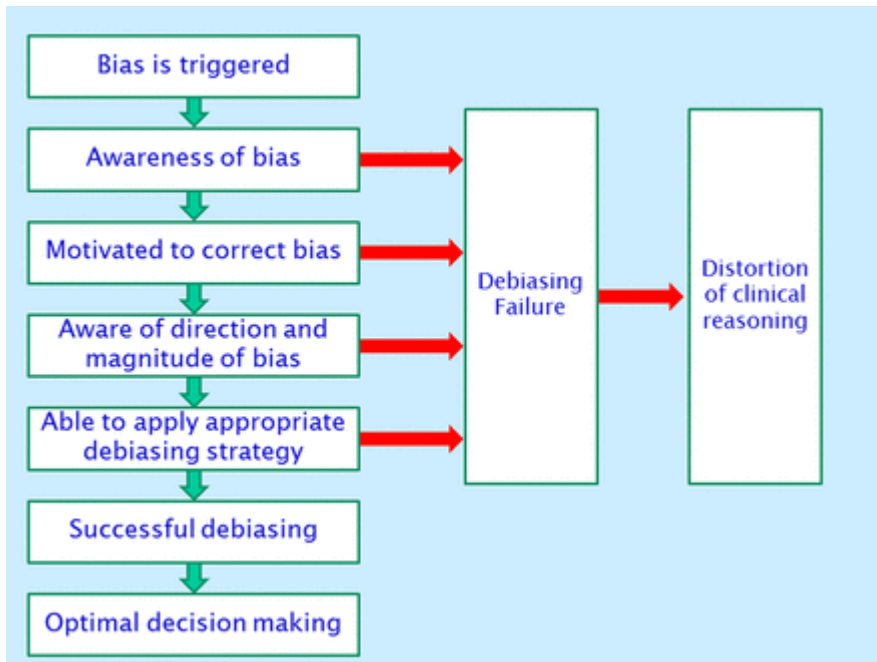 Bias is triggered
Awareness of bias
Motivated to correct bias
Aware of direction and
magnitude of bias
Able to apply appropriate
debiasing strategy
Successful debiasing
Optimal decision making
Debiasing
Failure
Distortion
of clinical
reasoning